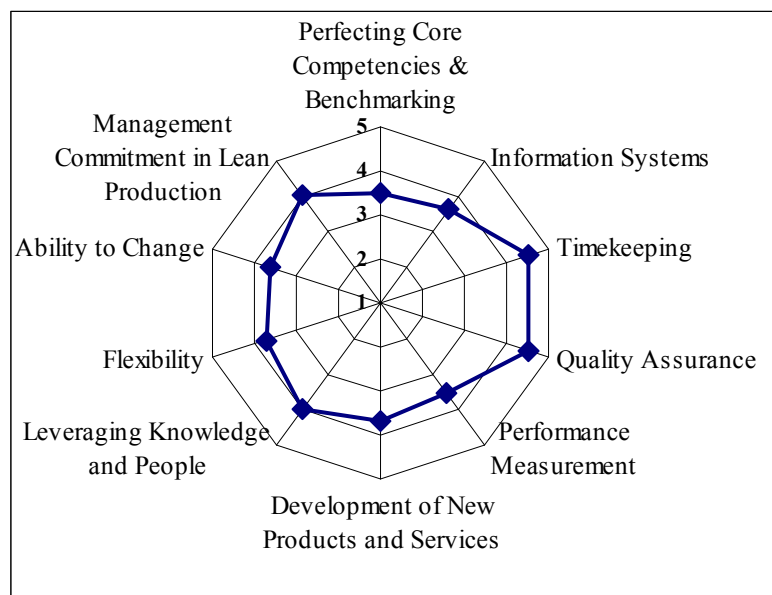 Perfecting Core
Competencies &
Benchmarking
5
4
3
2
1
Information Systems
Timekeeping
Quality Assurance
Performance
Measurement
Development of New
Products and Services
Leveraging Knowledge
and People
Flexibility
Ability to Change
Management
Commitment in Lean
Production